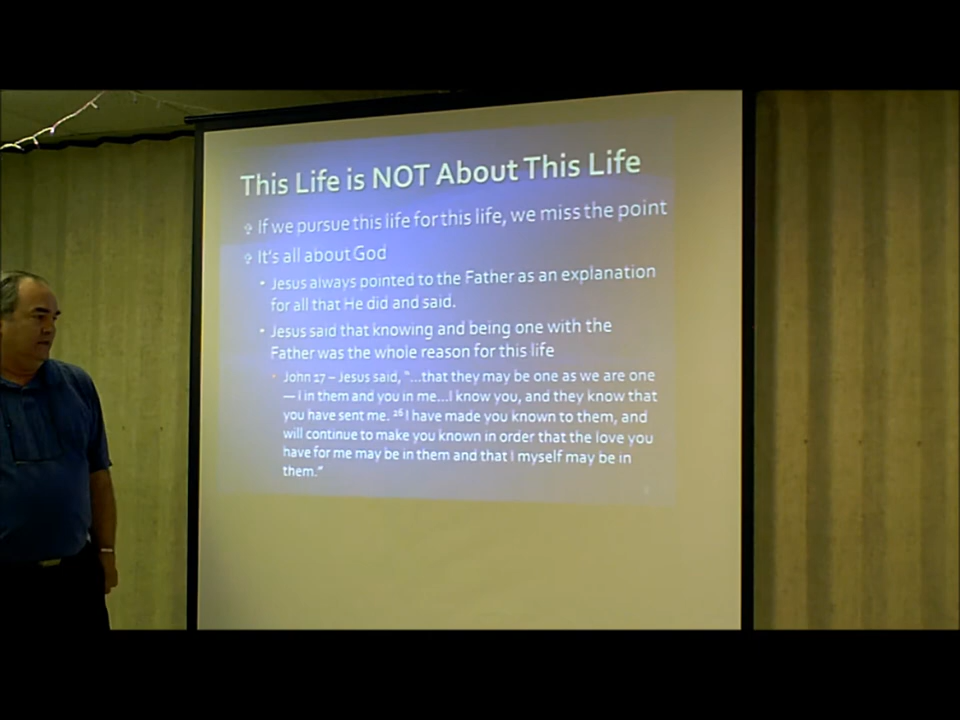 This Life is NOT About This Life
If we pursue this life for this life, we miss the point
It's all about God
• Jesus always pointed to the Father as an explanation
for all that He did and said.
• Jesus said that knowing and being one with the
Father was the whole reason for this life
• John 17 – Jesus said, "...that they may be one as we are one
— I in them and you in me...I know you, and they know that
you have sent me. 26 I have made you known to them, and
will continue to make you known in order that the love you
have for me may be in them and that I myself may be in
them."